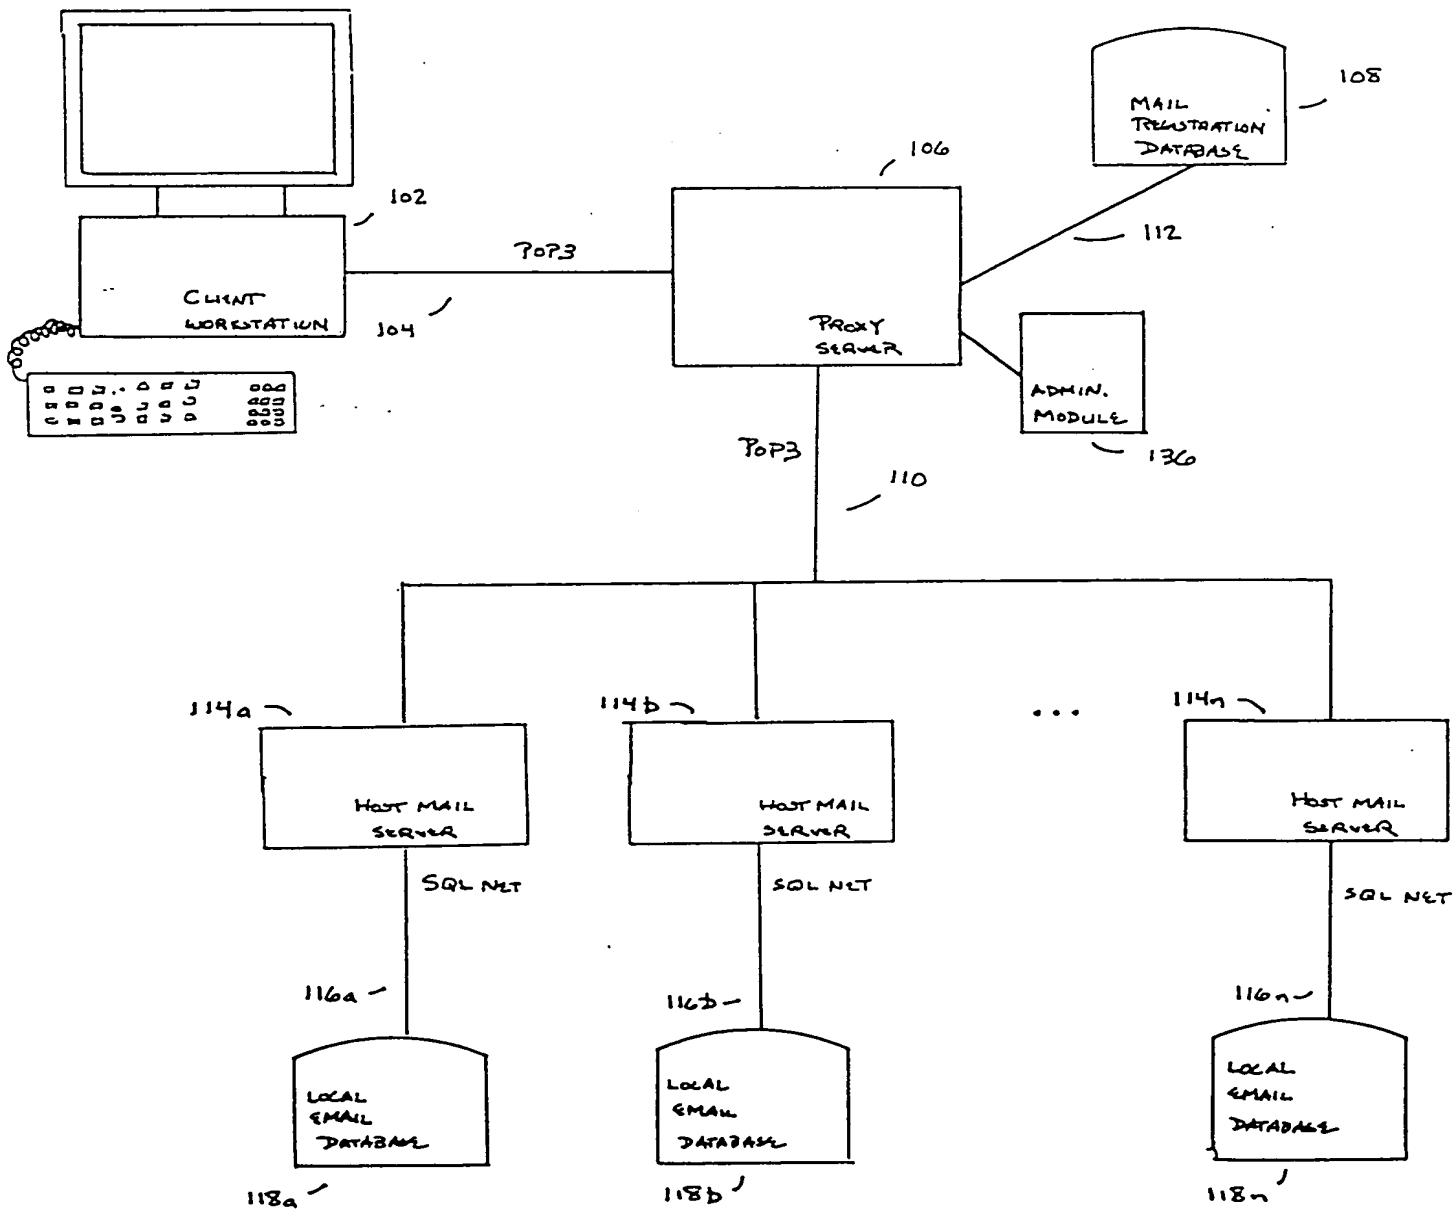 108
MAIL
REGISTRATION
DATABASE
106
102
112
POP3
CLIENT
WORKSTATION
104
PROXY
SERVER
ADMIN.
MODULE
136
POP3
110
114a
114b
...
114n
HOST MAIL
SERVER
HOST MAIL
SERVER
HOST MAIL
SERVER
SQL NET
SQL NET
SQL NET
116a
116b
116n
LOCAL
EMAIL
DATABASE
LOCAL
EMAIL
DATABASE
LOCAL
EMAIL
DATABASE
118a
118b
118n